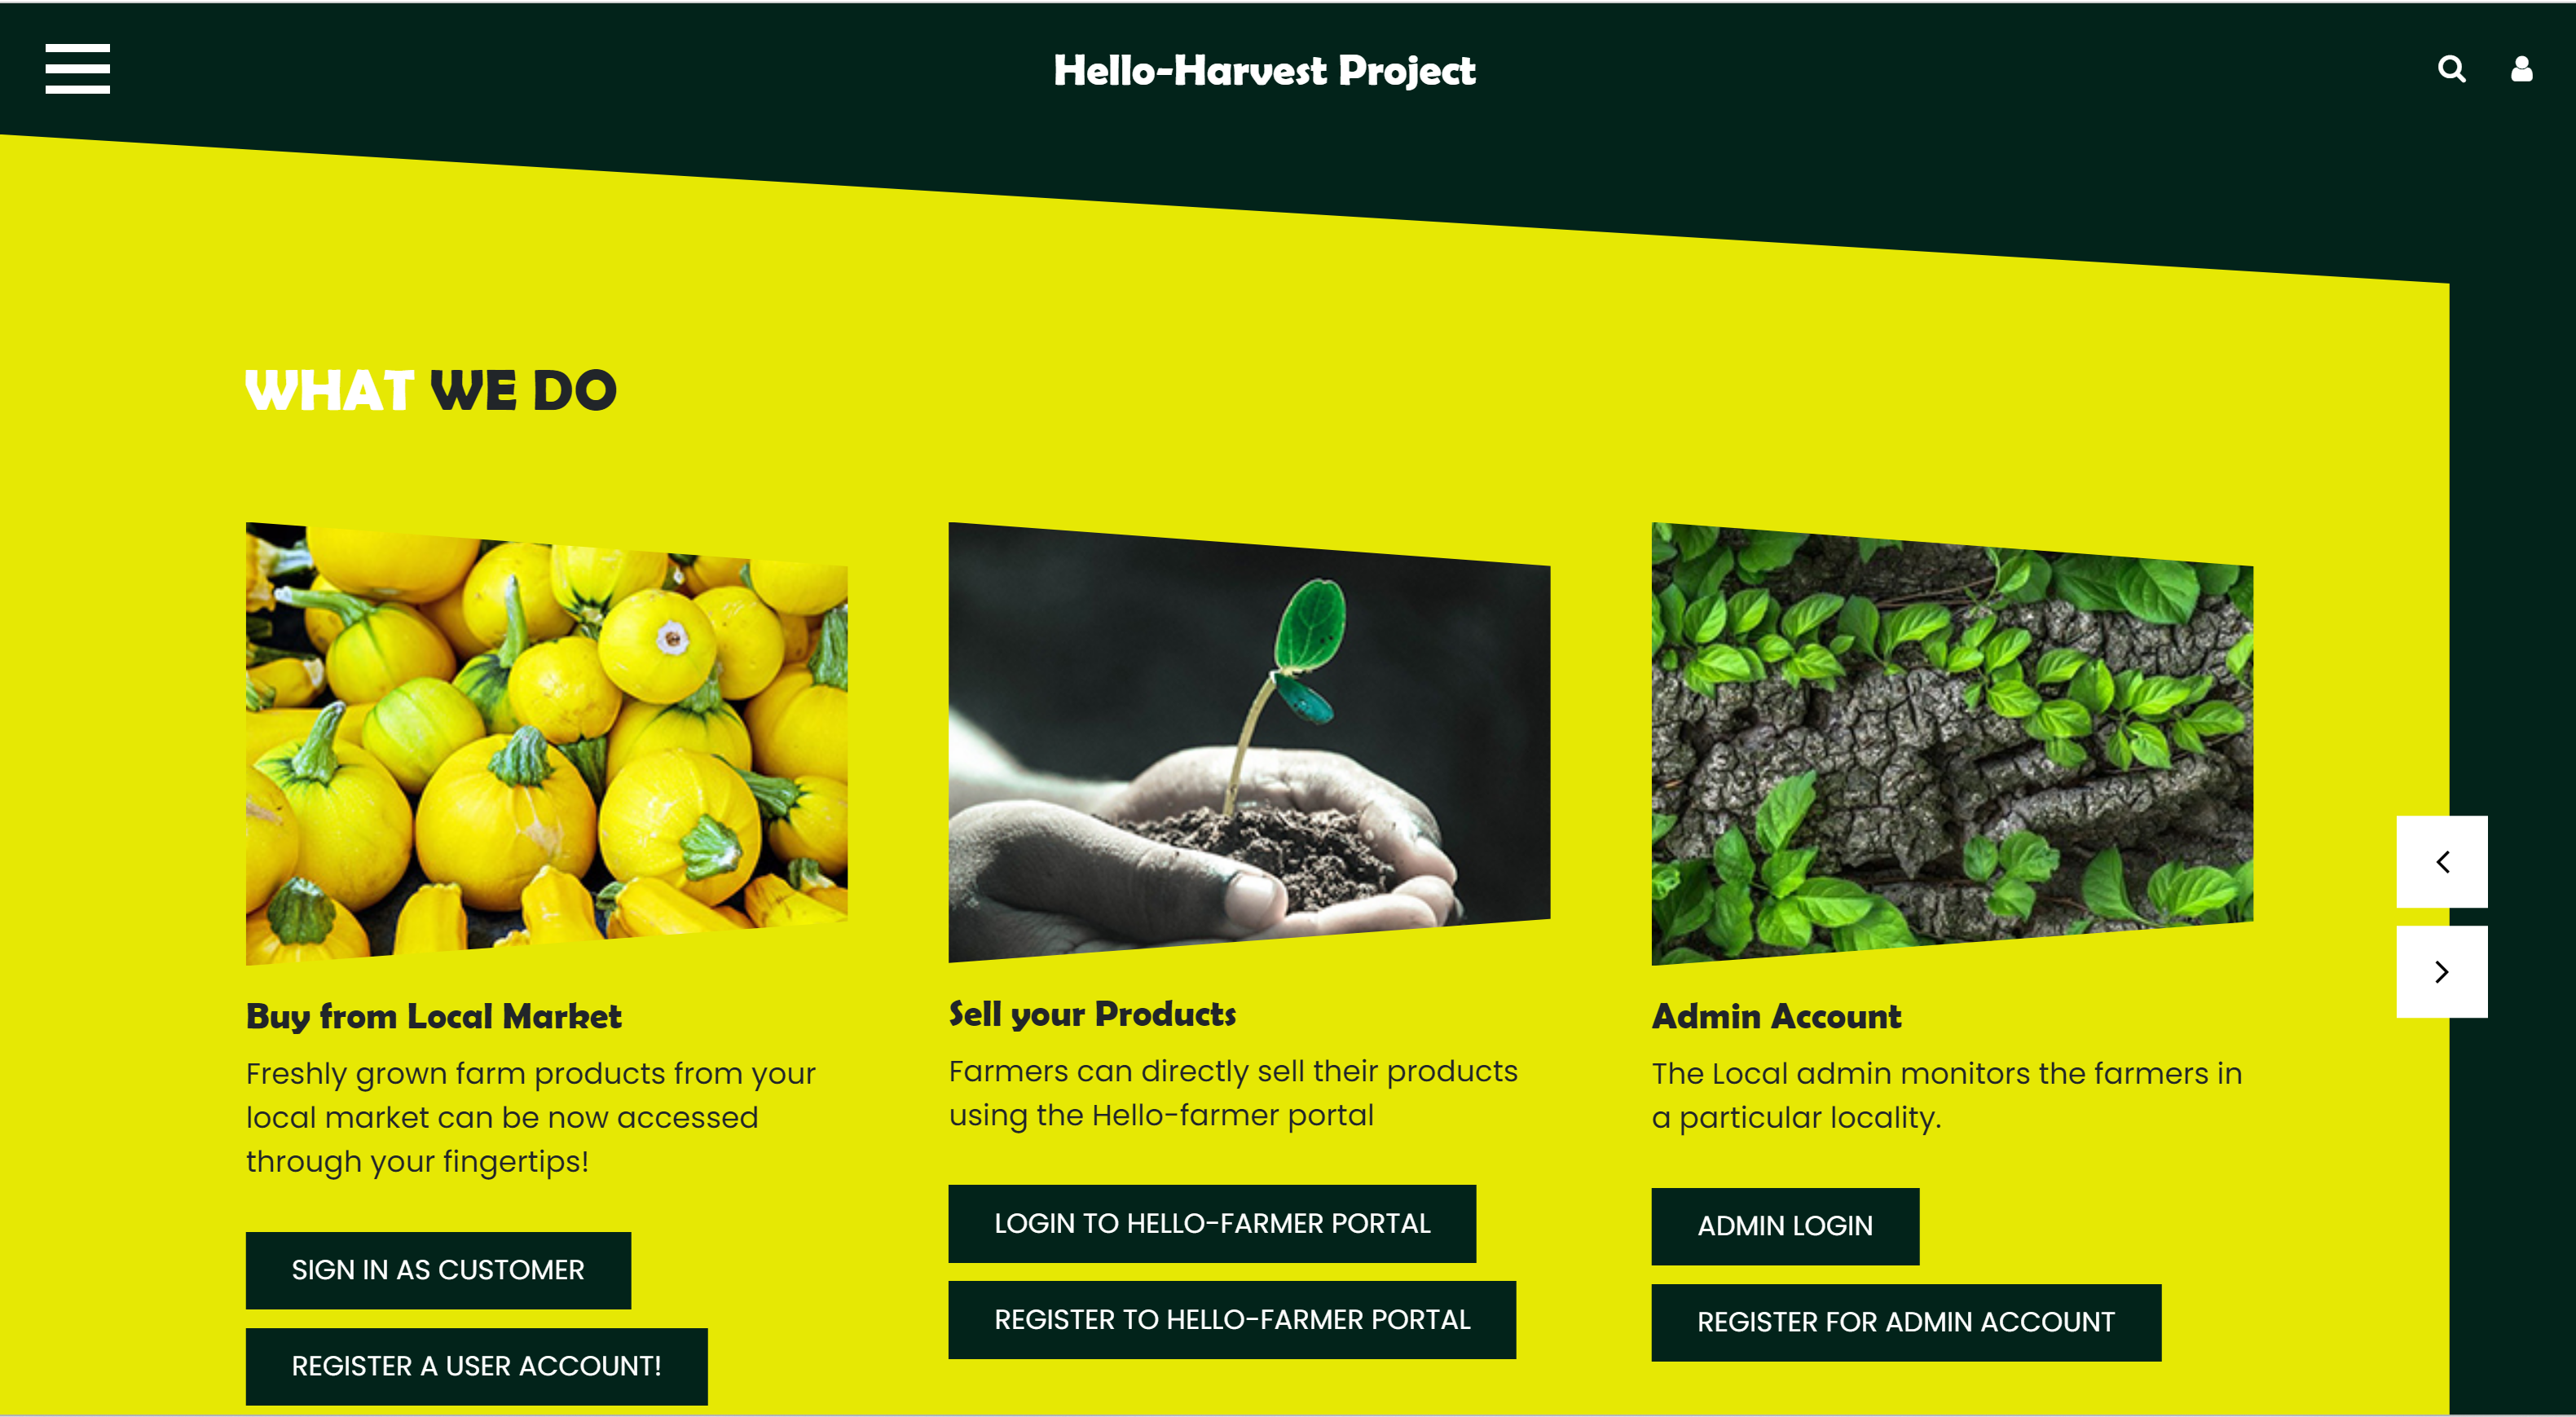 Hello-Harvest Project
WHAT WE DO
Buy from Local Market
Freshly grown farm products from your
local market can be now accessed
through your fingertips!
SIGN IN AS CUSTOMER
REGISTER A USER ACCOUNT!
Sell your Products
Farmers can directly sell their products
using the Hello-farmer portal
LOGIN TO HELLO-FARMER PORTAL
REGISTER TO HELLO-FARMER PORTAL
Admin Account
The Local admin monitors the farmers in
a particular locality.
ADMIN LOGIN
REGISTER FOR ADMIN ACCOUNT